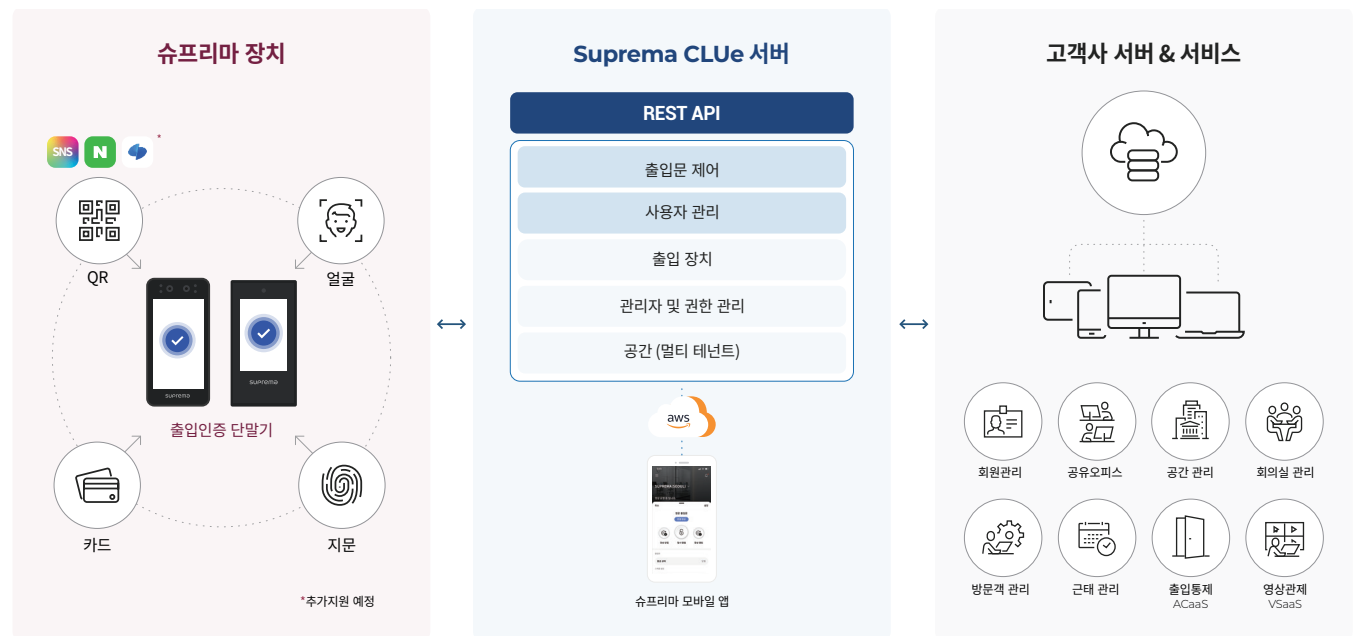 슈프리마 장치
SNS
N
*
QR
얼굴
suprema
suprema
출입인증 단말기
카드
지문
*추가지원 예정
Suprema CLUe 서버
REST API
출입문 제어
사용자 관리
출입 장치
관리자 및 권한 관리
공간 (멀티 테넌트)
aws
슈프리마 모바일 앱
고객사 서버 & 서비스
회원관리
공유오피스
공간 관리
회의실 관리
방문객 관리
근태 관리
출입통제
ACaaS
영상관제
VSaaS